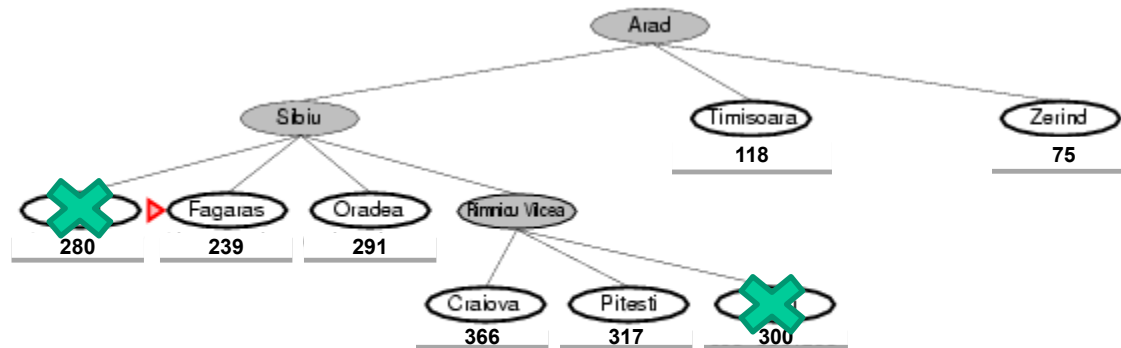 Arad
Sibiu
Timisoara
Zerind
118
75
Fagaras
Oradea
Rimnicu Vilcea
280
239
291
Craiova
Pitesti
366
317
300